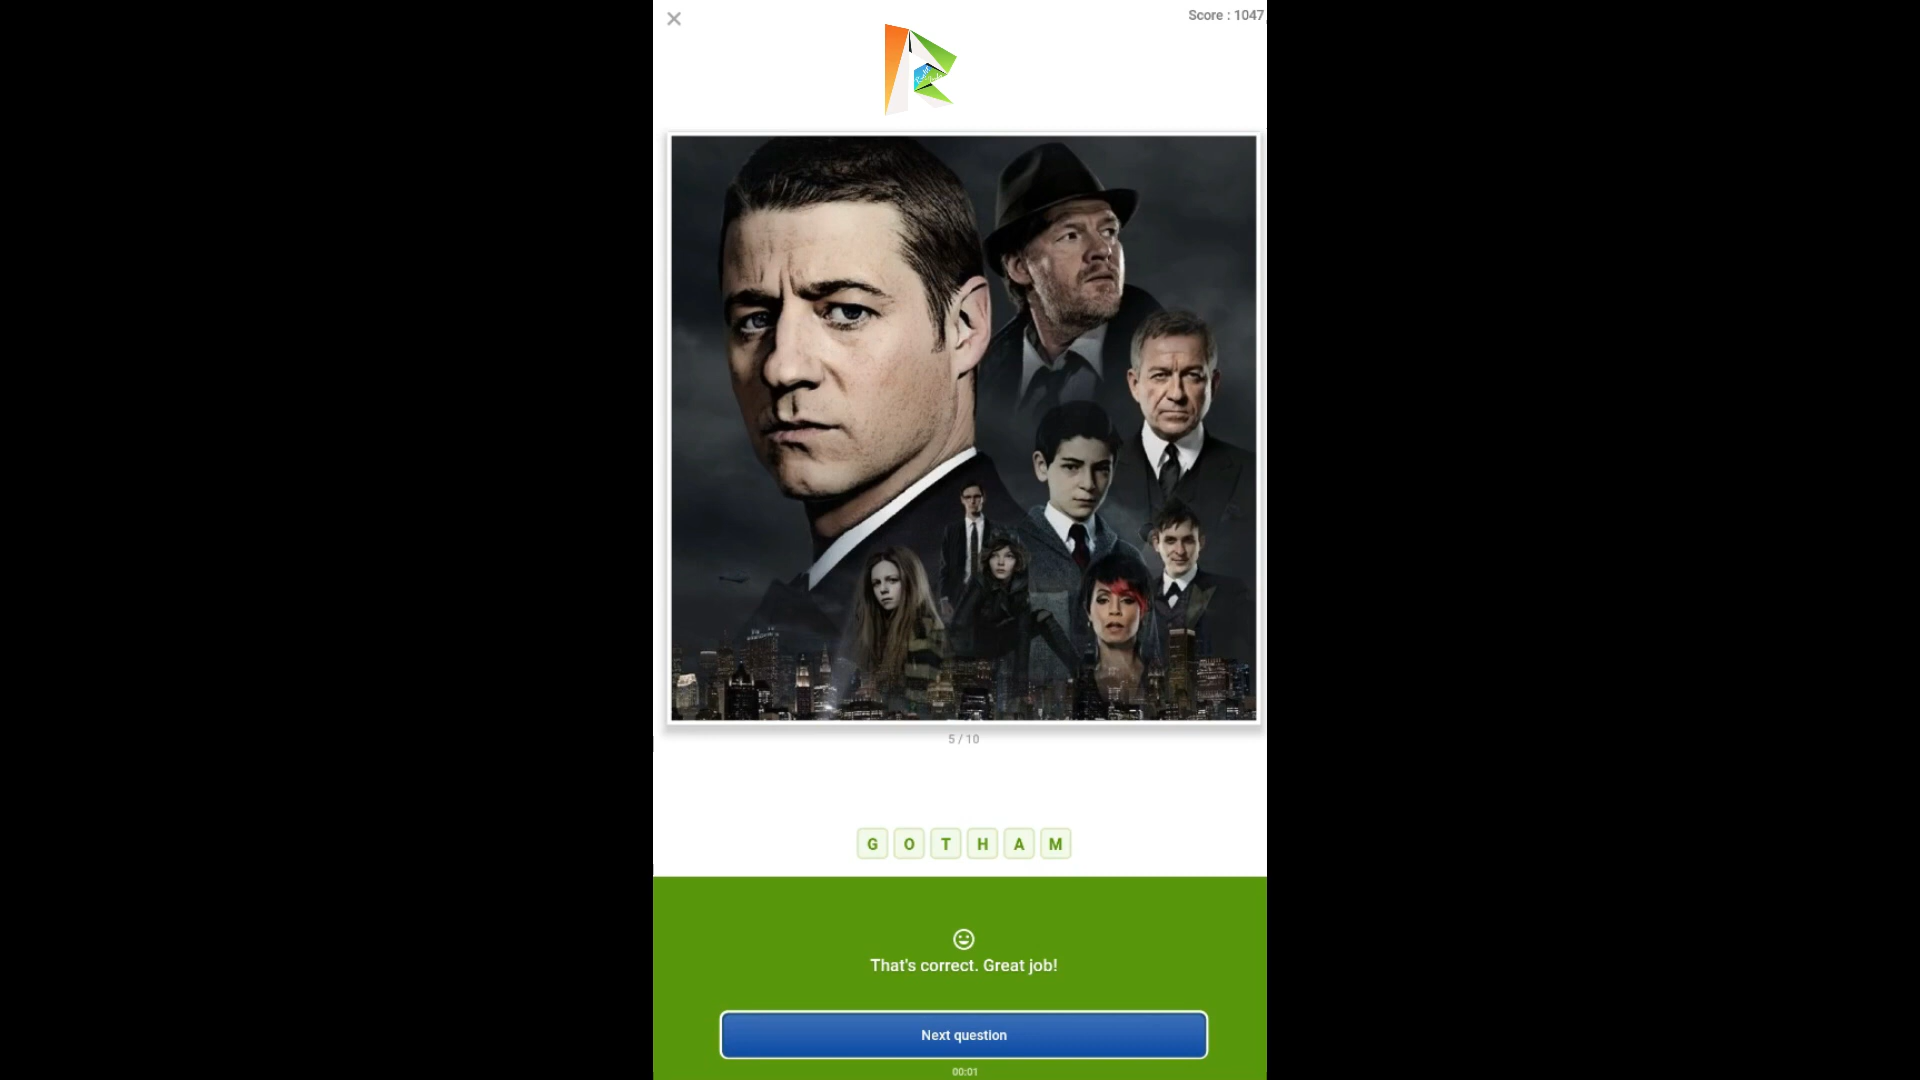 Score : 1047
5 / 10
G O T H A M
That's correct. Great job!
Next question
00:01